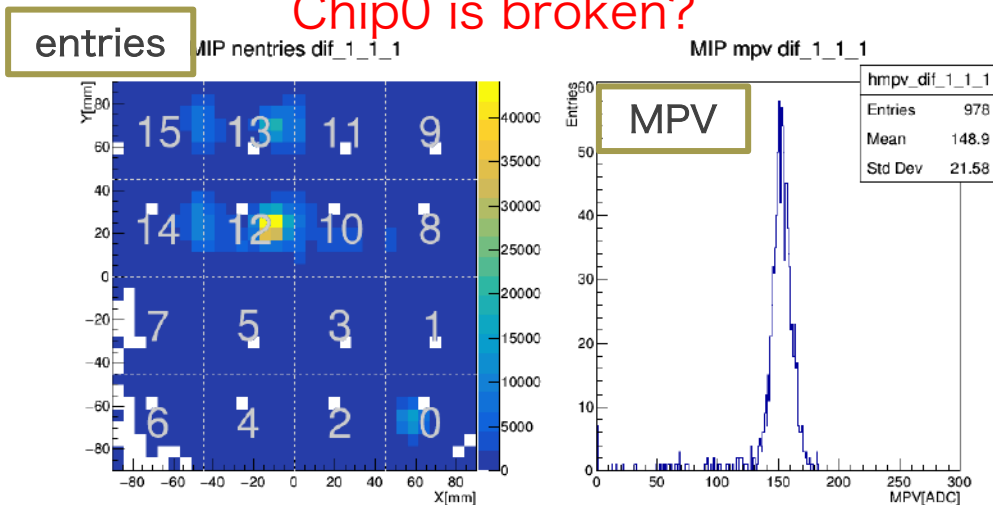 Chip0 is broken?
entries
MIP nentries dif_1_1_1
MIP mpv dif_1_1_1
Y[mm]
80
60
40
20
0
−20
−40
−60
−80
15 13 11 9
14 12 10 8
7 5 3 1
6 4 2 0
−80 −60 −40 −20 0 20 40 60 80
X[mm]
40000
35000
30000
25000
20000
15000
10000
5000
0
Entries
60
50
40
30
20
10
0
MPV
hmpv_dif_1_1_1
Entries 978
Mean 148.9
Std Dev 21.58
0 50 100 150 200 250 300
MPV[ADC]